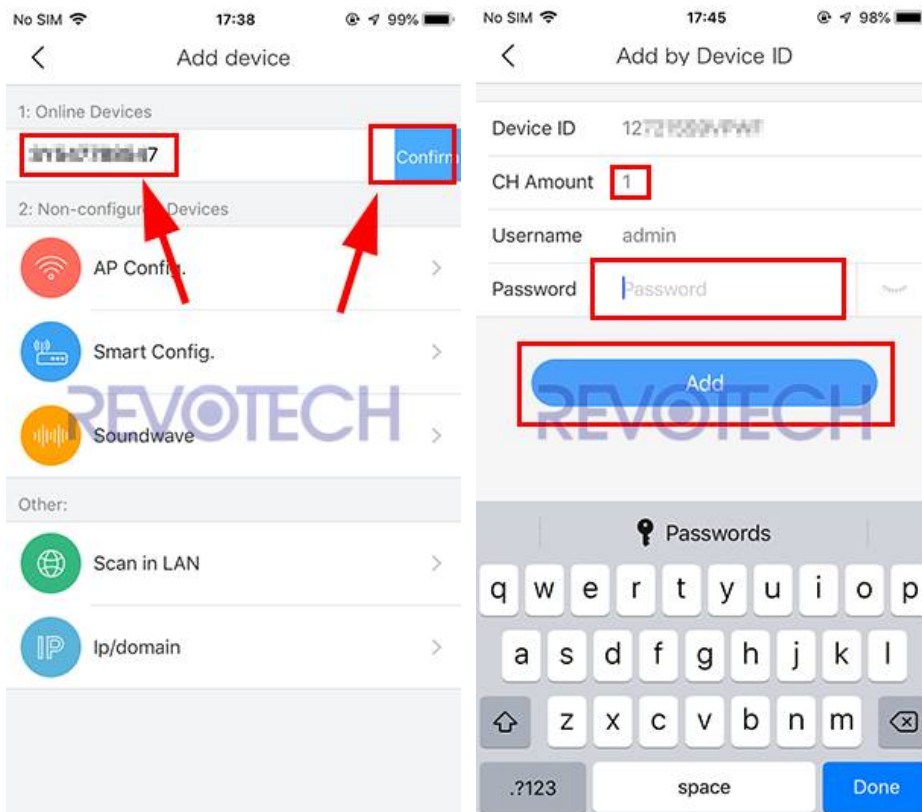 No SIM 17:38 99%
Add device
1: Online Devices
Confirm
2: Non-configured Devices
AP Config.
Smart Config.
REVOTECH
Soundwave
Other:
Scan in LAN
Ip/domain
No SIM 17:45 98%
Add by Device ID
Device ID
CH Amount 1
Username admin
Password Password
Add
REVOTECH
Passwords
q w e r t y u i o p
a s d f g h j k l
z x c v b n m
.?123 space Done